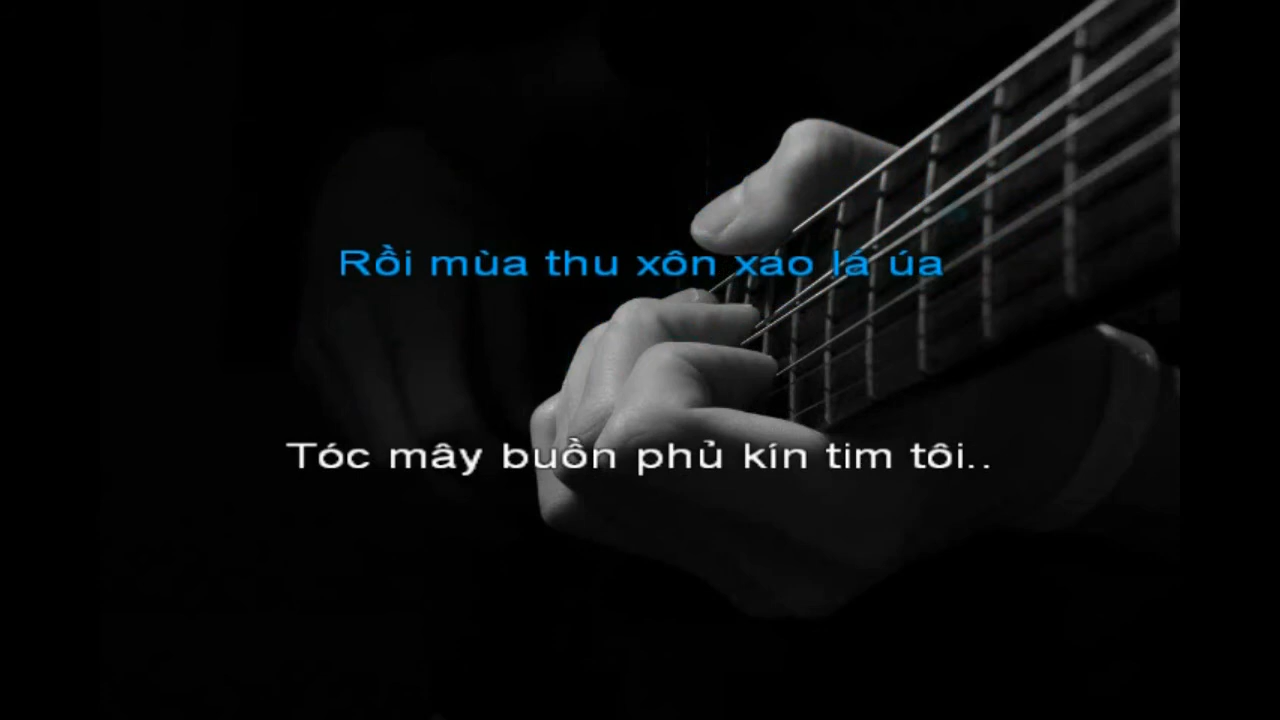 Rồi mùa thu xôn xao lá úa
Tóc mây buồn phủ kín tim tôi..